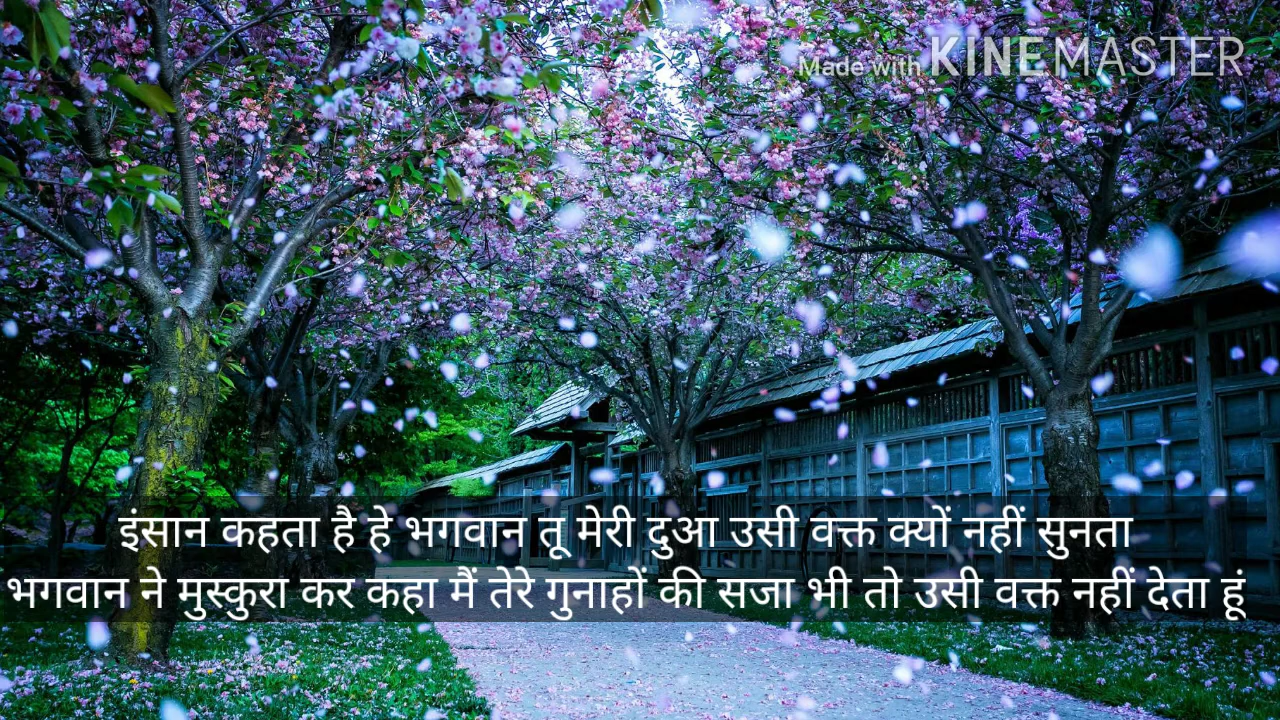 Made with KINEMASTER
इंसान कहता है हे भगवान तू मेरी दुआ उसी वक्त क्यों नहीं सुनता
भगवान ने मुस्कुरा कर कहा मैं तेरे गुनाहों की सजा भी तो उसी वक्त नहीं देता हूं